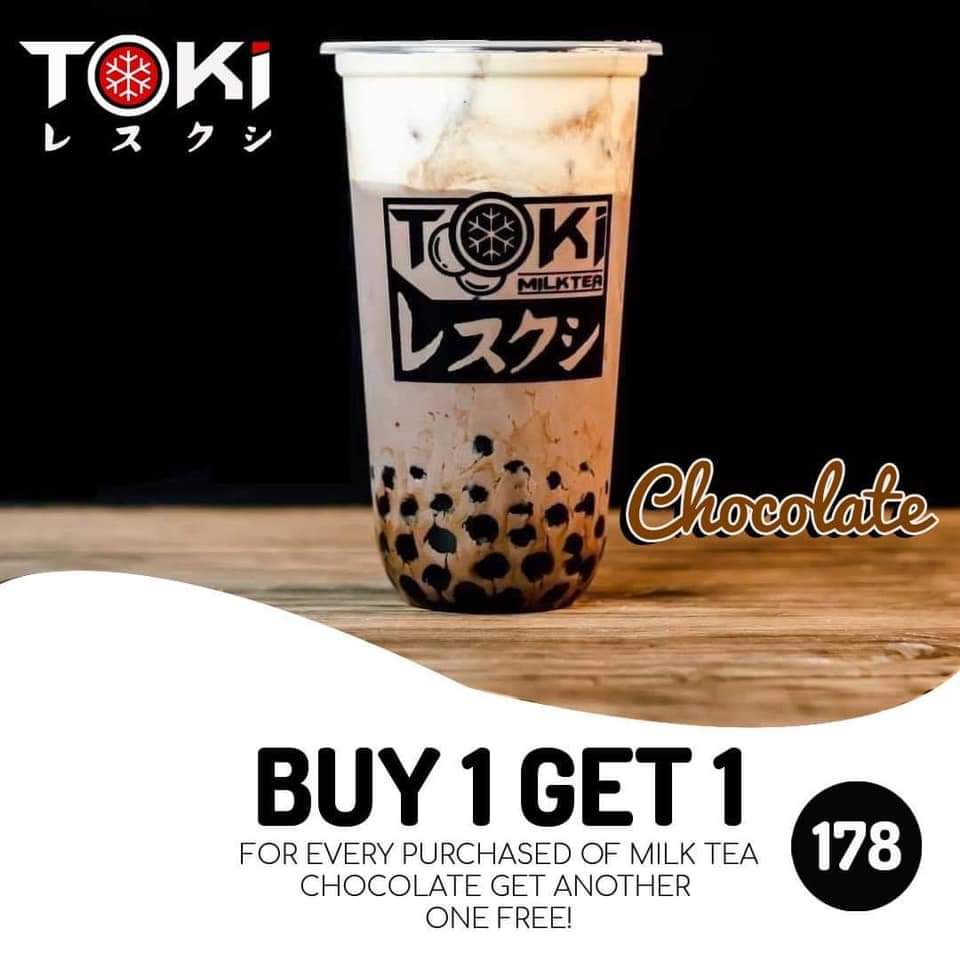 TOKi
レスクシ
TOKi
MILKTEA
レスクシ
Chocolate
BUY 1 GET 1
FOR EVERY PURCHASED OF MILK TEA
CHOCOLATE GET ANOTHER
ONE FREE!
178